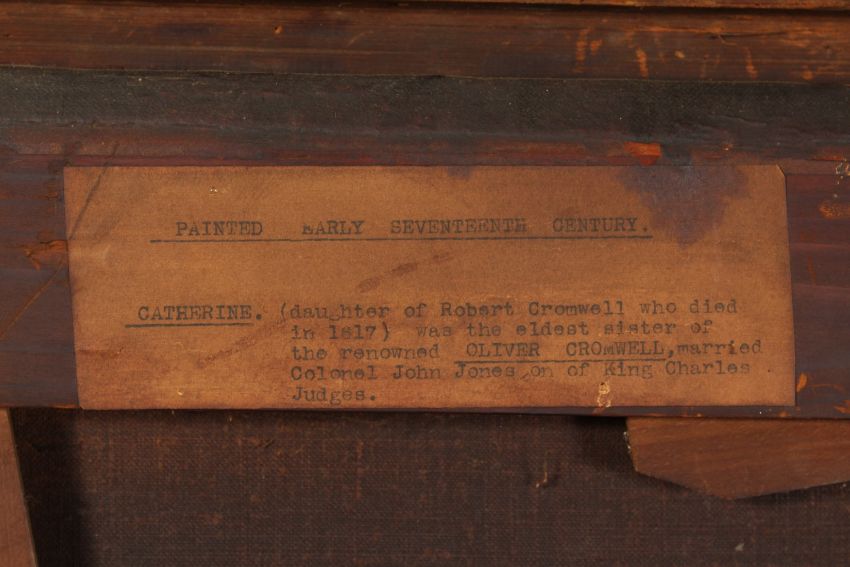 PAINTED EARLY SEVENTEENTH CENTURY.
CATHERINE. (daughter of Robert Cromwell who died
in 1617) was the eldest sister of
the renowned OLIVER CROMWELL, married
Colonel John Jones on of King Charles
Judges.